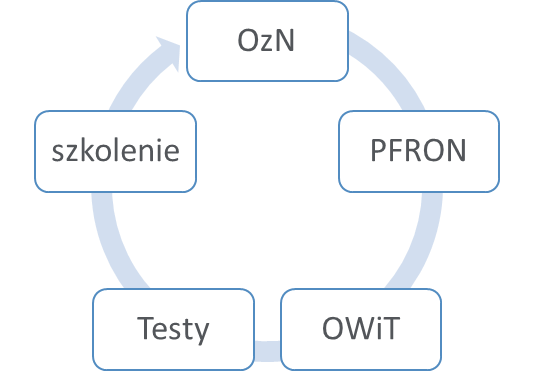 OzN
PFRON
OWiT
Testy
szkolenie